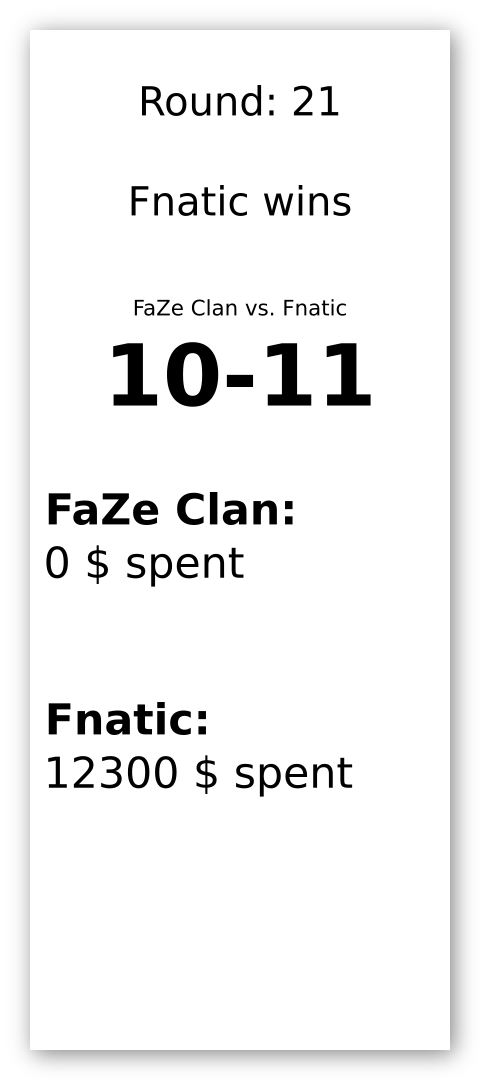 Round: 21
Fnatic wins
FaZe Clan vs. Fnatic
10-11
FaZe Clan:
0 $ spent
Fnatic:
12300 $ spent